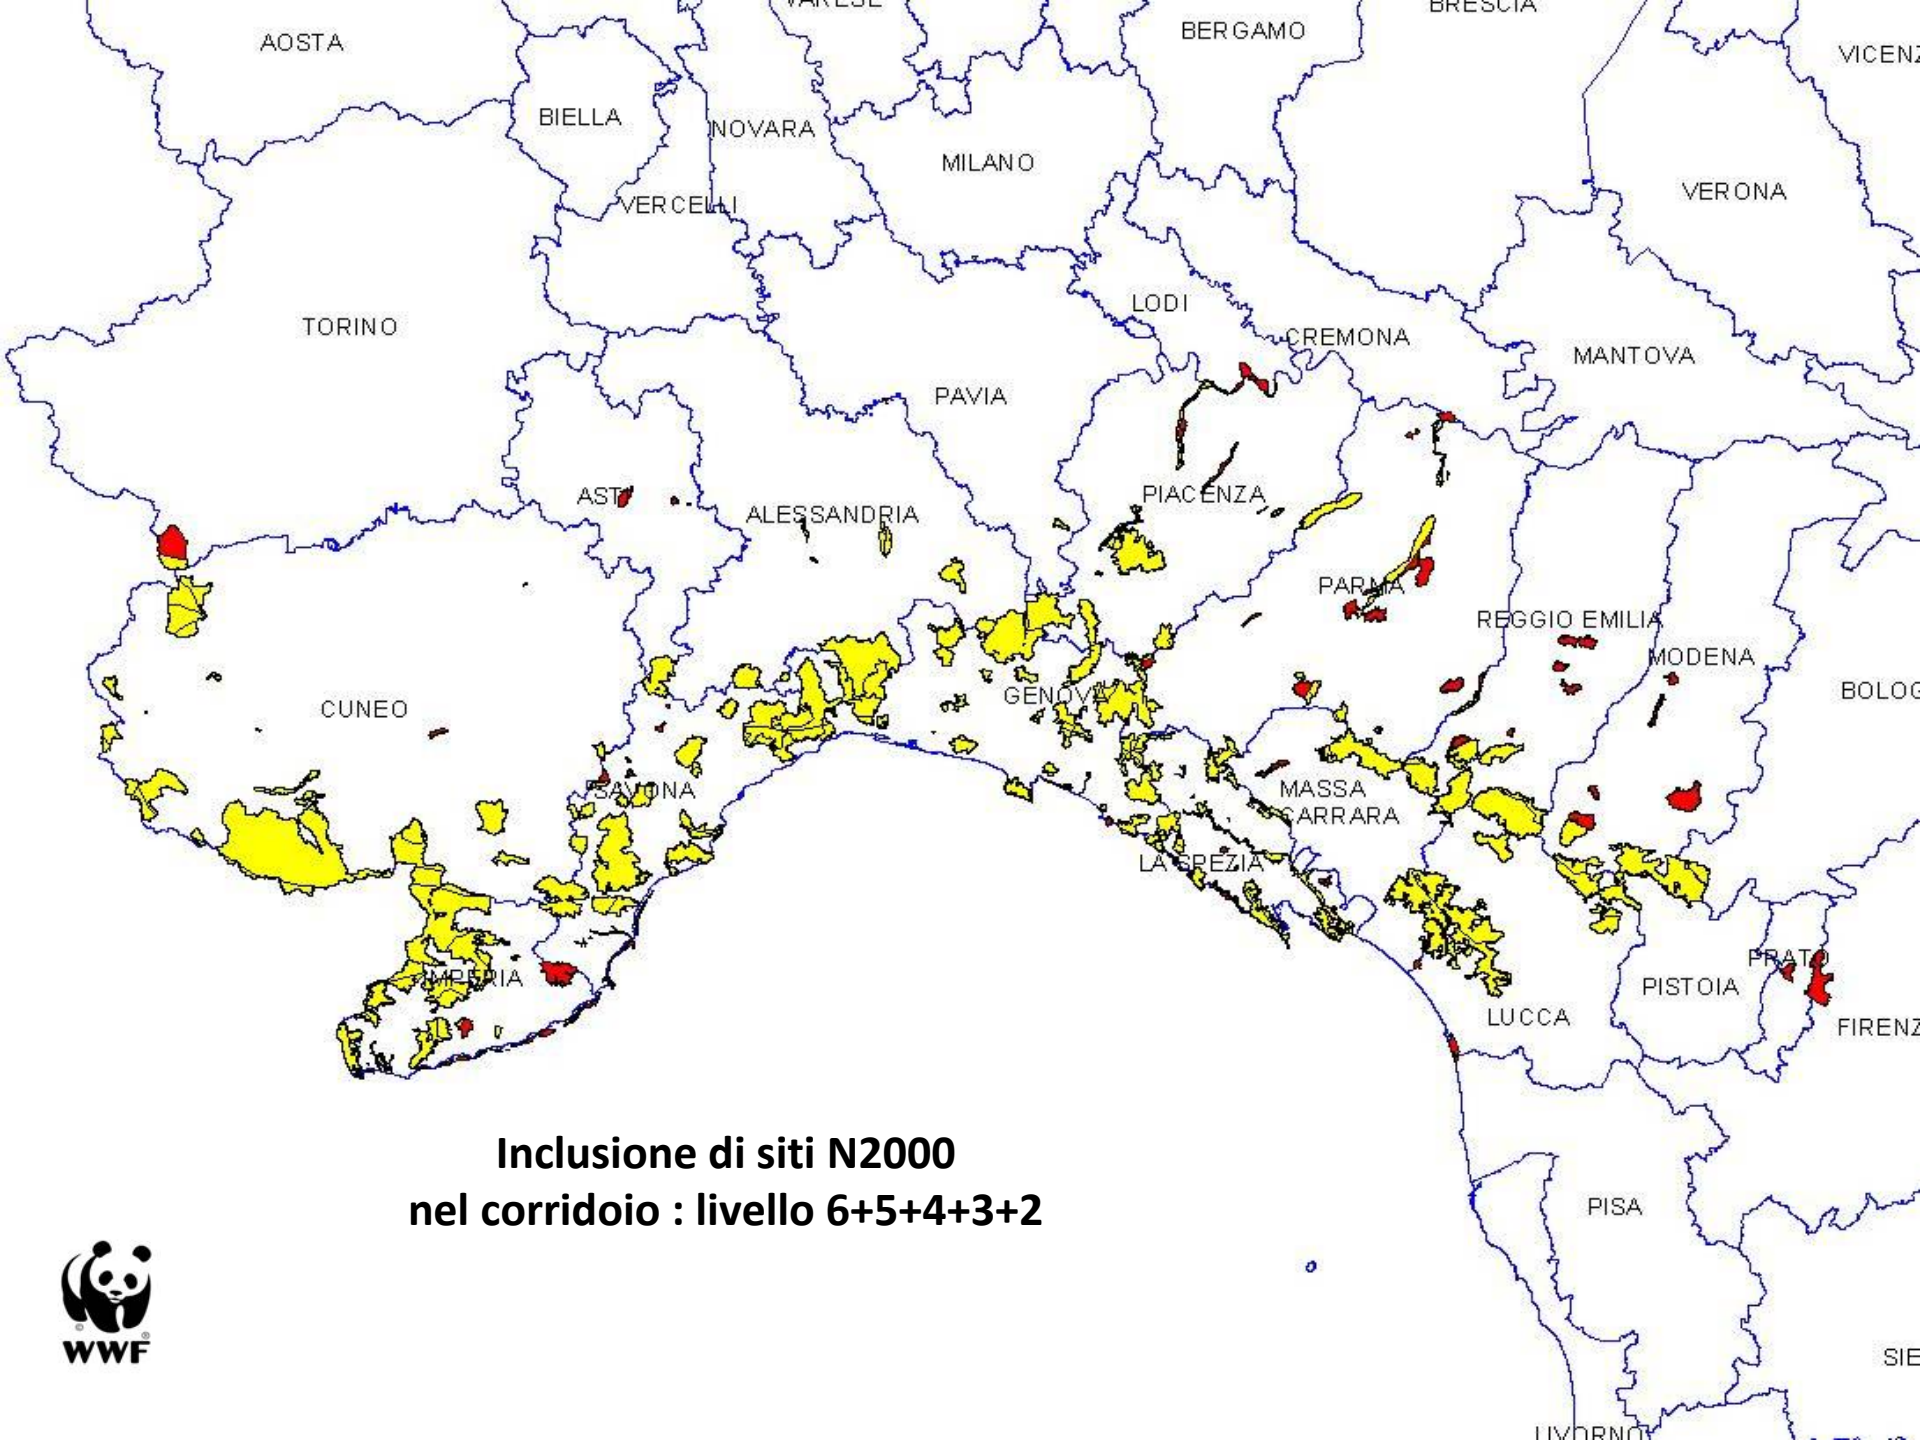 VARESE
BRESCIA
AOSTA
BERGAMO
VICENZ
BIELLA
NOVARA
MILANO
VERONA
VERCELLI
LODI
TORINO
CREMONA
MANTOVA
PAVIA
ASTI
PIACENZA
ALESSANDRIA
PARMA
REGGIO EMILIA
MODENA
BOLOG
GENOVA
CUNEO
SAVONA
MASSA
CARRARA
LA SPEZIA
PRATO
IMPERIA
PISTOIA
LUCCA
FIRENZ
Inclusione di siti N2000
nel corridoio : livello 6+5+4+3+2
PISA
WWF
SIE
LIVORNO